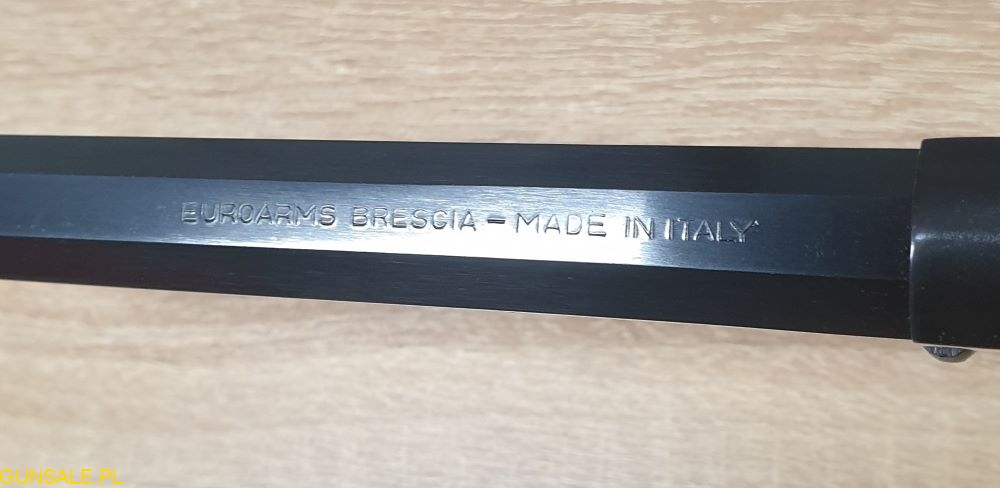 EUROARMS BRESCIA - MADE IN ITALY
GUNSALE.PL